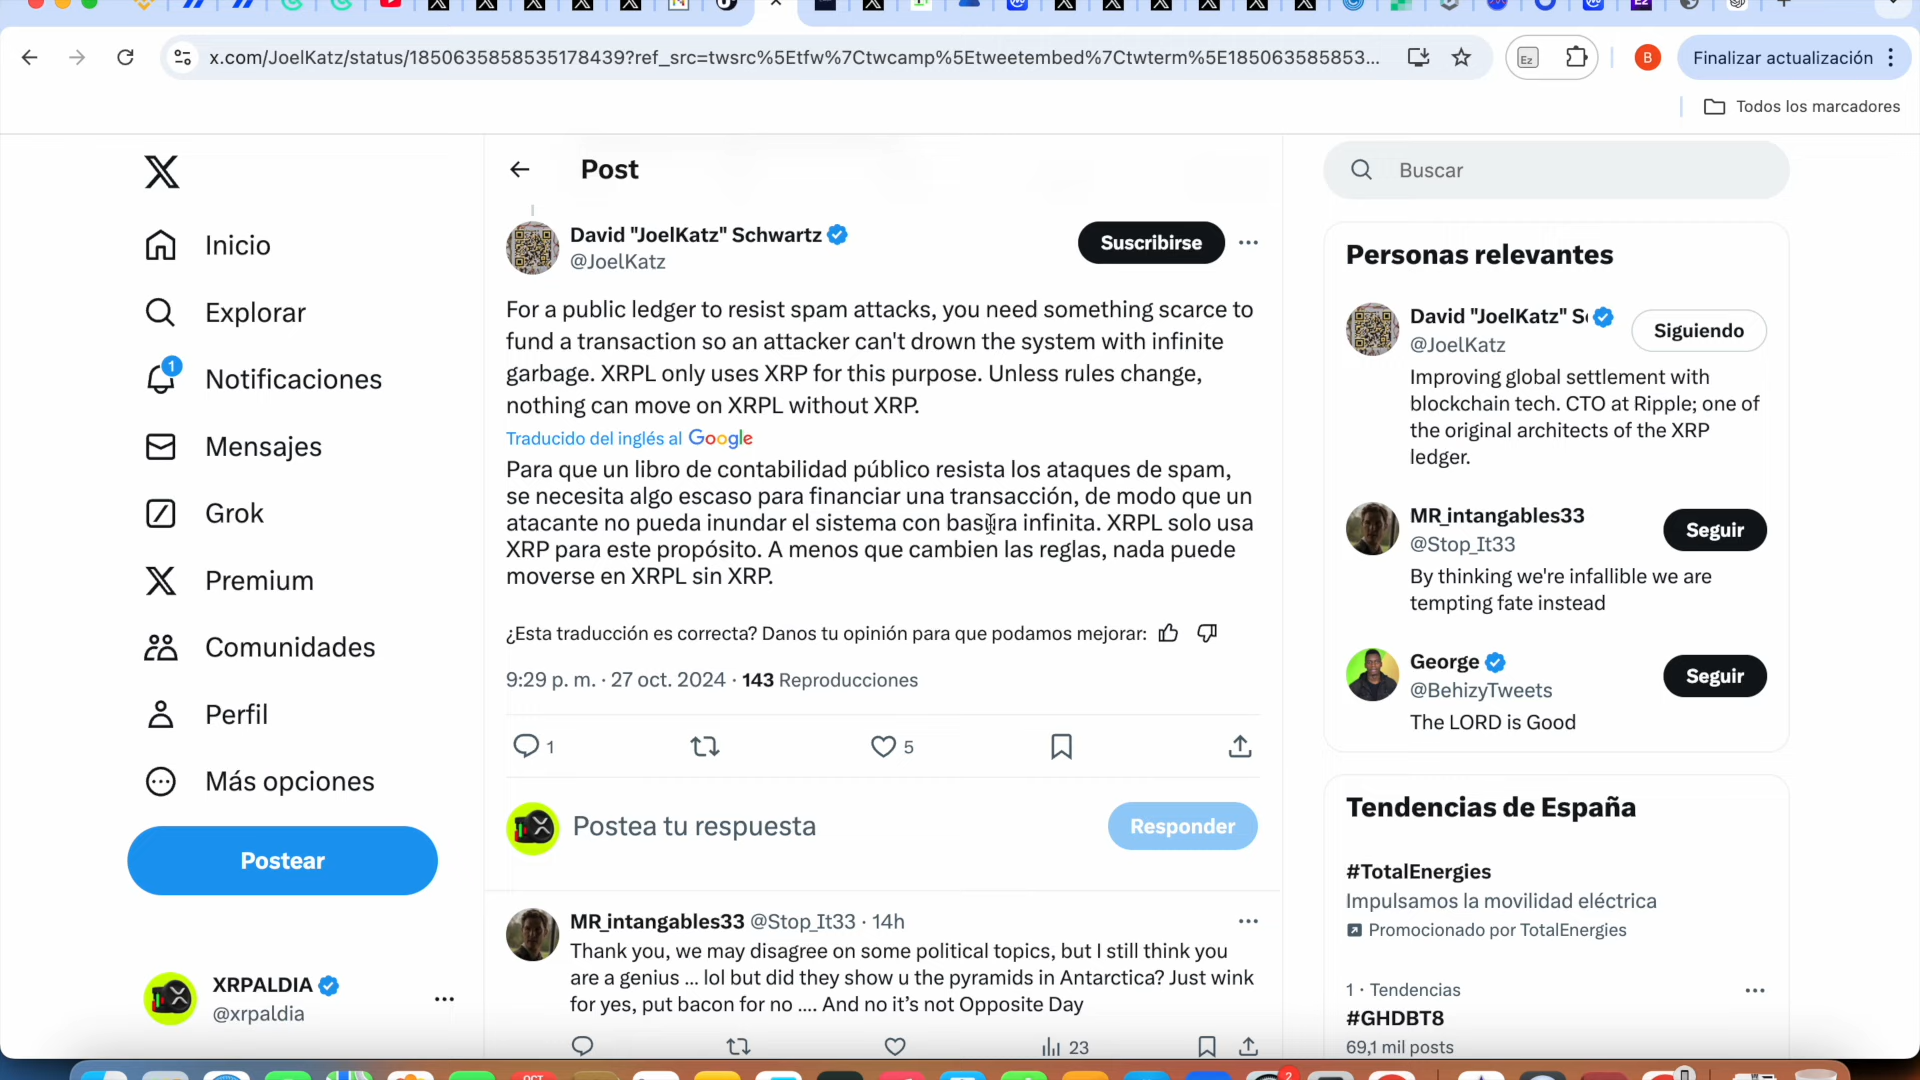 x.com/JoelKatz/status/1850635858535178439?ref_src=twsrc%5Etfw%7Ctwcamp%5Etweetembed%7Ctwterm%5E185063585853...
Ez
B
Finalizar actualización
Todos los marcadores
Inicio
Explorar
1
Notificaciones
Mensajes
Grok
Premium
Comunidades
Perfil
Más opciones
Postear
XRPALDIA
@xrpaldia
Post
David "JoelKatz" Schwartz
@JoelKatz
Suscribirse
For a public ledger to resist spam attacks, you need something scarce to
fund a transaction so an attacker can't drown the system with infinite
garbage. XRPL only uses XRP for this purpose. Unless rules change,
nothing can move on XRPL without XRP.
Traducido del inglés al Google
Para que un libro de contabilidad público resista los ataques de spam,
se necesita algo escaso para financiar una transacción, de modo que un
atacante no pueda inundar el sistema con basura infinita. XRPL solo usa
XRP para este propósito. A menos que cambien las reglas, nada puede
moverse en XRPL sin XRP.
¿Esta traducción es correcta? Danos tu opinión para que podamos mejorar:
9:29 p. m. · 27 oct. 2024 · 143 Reproducciones
1
5
Postea tu respuesta
Responder
MR_intangables33 @Stop_It33 · 14h
Thank you, we may disagree on some political topics, but I still think you
are a genius ... lol but did they show u the pyramids in Antarctica? Just wink
for yes, put bacon for no .... And no it's not Opposite Day
23
Buscar
Personas relevantes
David "JoelKatz" S
@JoelKatz
Siguiendo
Improving global settlement with
blockchain tech. CTO at Ripple; one of
the original architects of the XRP
ledger.
MR_intangables33
@Stop_It33
Seguir
By thinking we're infallible we are
tempting fate instead
George
@BehizyTweets
Seguir
The LORD is Good
Tendencias de España
#TotalEnergies
Impulsamos la movilidad eléctrica
Promocionado por TotalEnergies
1 · Tendencias
#GHDBT8
69,1 mil posts
OCT
2